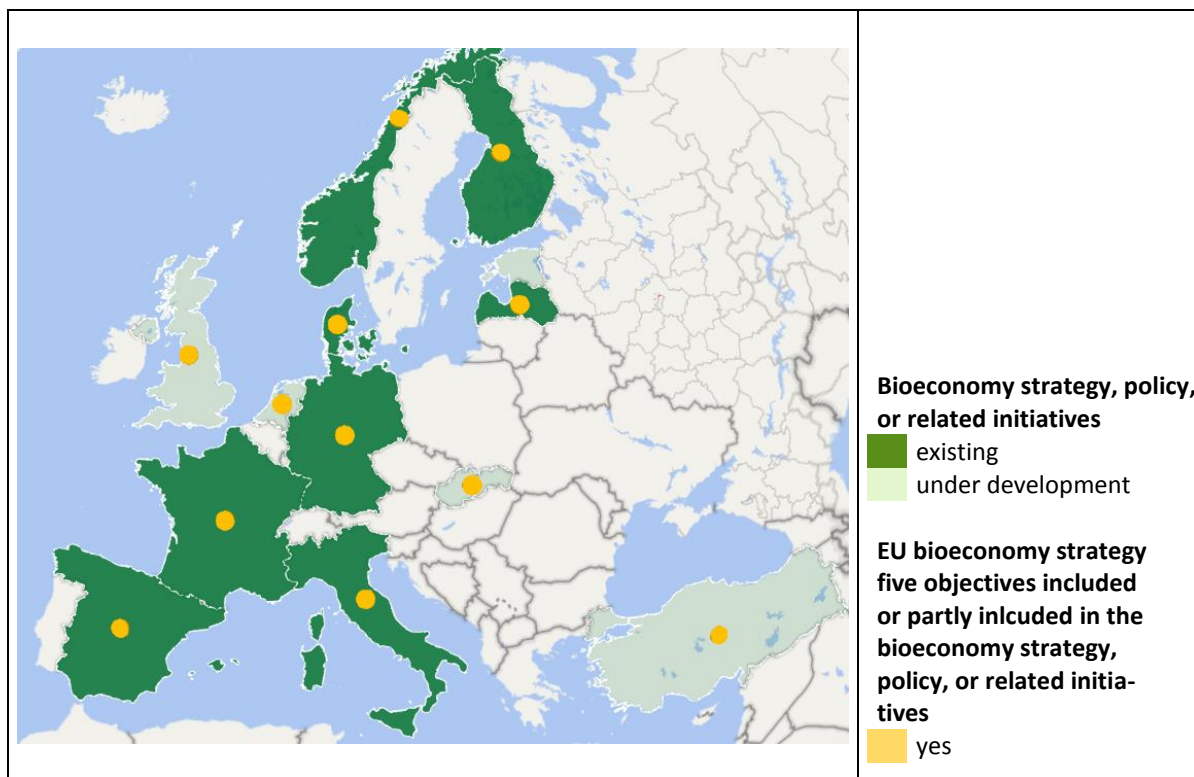 Bioeconomy strategy, policy,
or related initiatives
existing
under development
EU bioeconomy strategy
five objectives included
or partly inlcuded in the
bioeconomy strategy,
policy, or related initia-
tives
yes